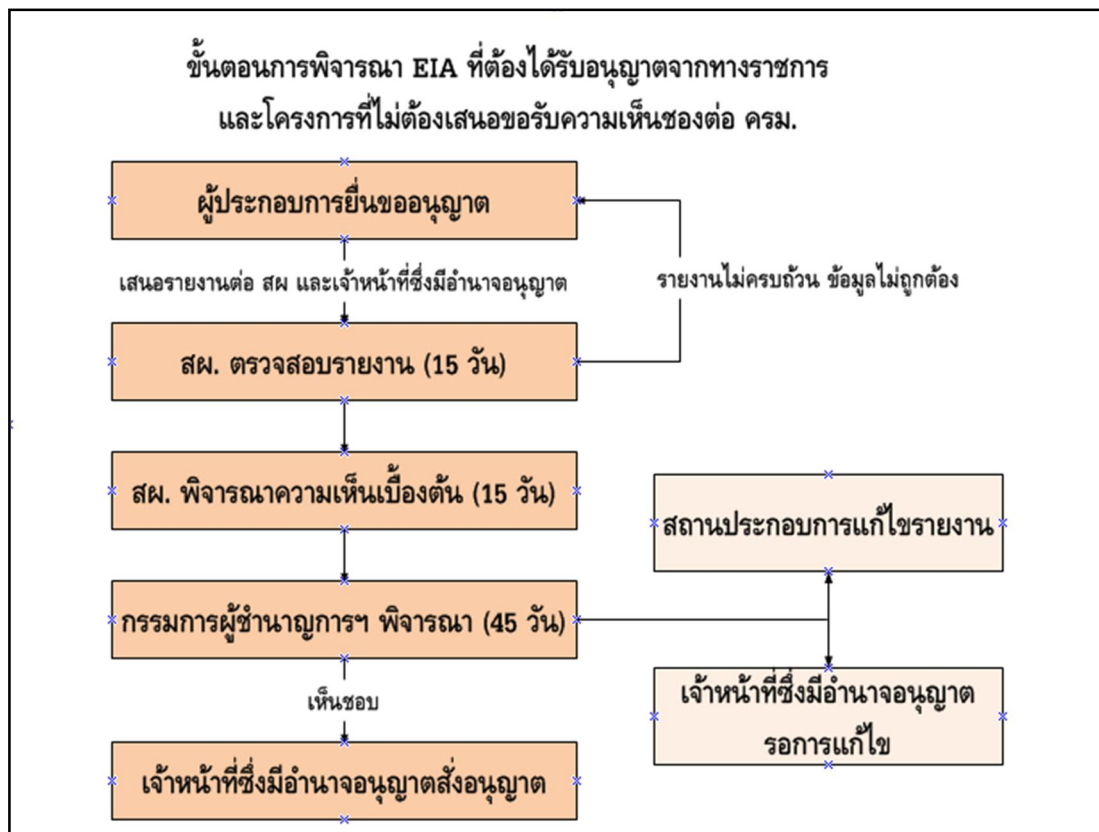 ขั้นตอนการพิจารณา EIA ที่ต้องได้รับอนุญาตจากทางราชการ
และโครงการที่ไม่ต้องเสนอขอรับความเห็นชองต่อ ครม.
ผู้ประกอบการยื่นขออนุญาต
เสนอรายงานต่อ สผ และเจ้าหน้าที่ซึ่งมีอำนาจอนุญาต
รายงานไม่ครบถ้วน ข้อมูลไม่ถูกต้อง
สผ. ตรวจสอบรายงาน (15 วัน)
สผ. พิจารณาความเห็นเบื้องต้น (15 วัน)
สถานประกอบการแก้ไขรายงาน
กรรมการผู้ชำนาญการฯ พิจารณา (45 วัน)
เห็นชอบ
เจ้าหน้าที่ซึ่งมีอำนาจอนุญาต
รอการแก้ไข
เจ้าหน้าที่ซึ่งมีอำนาจอนุญาตสั่งอนุญาต